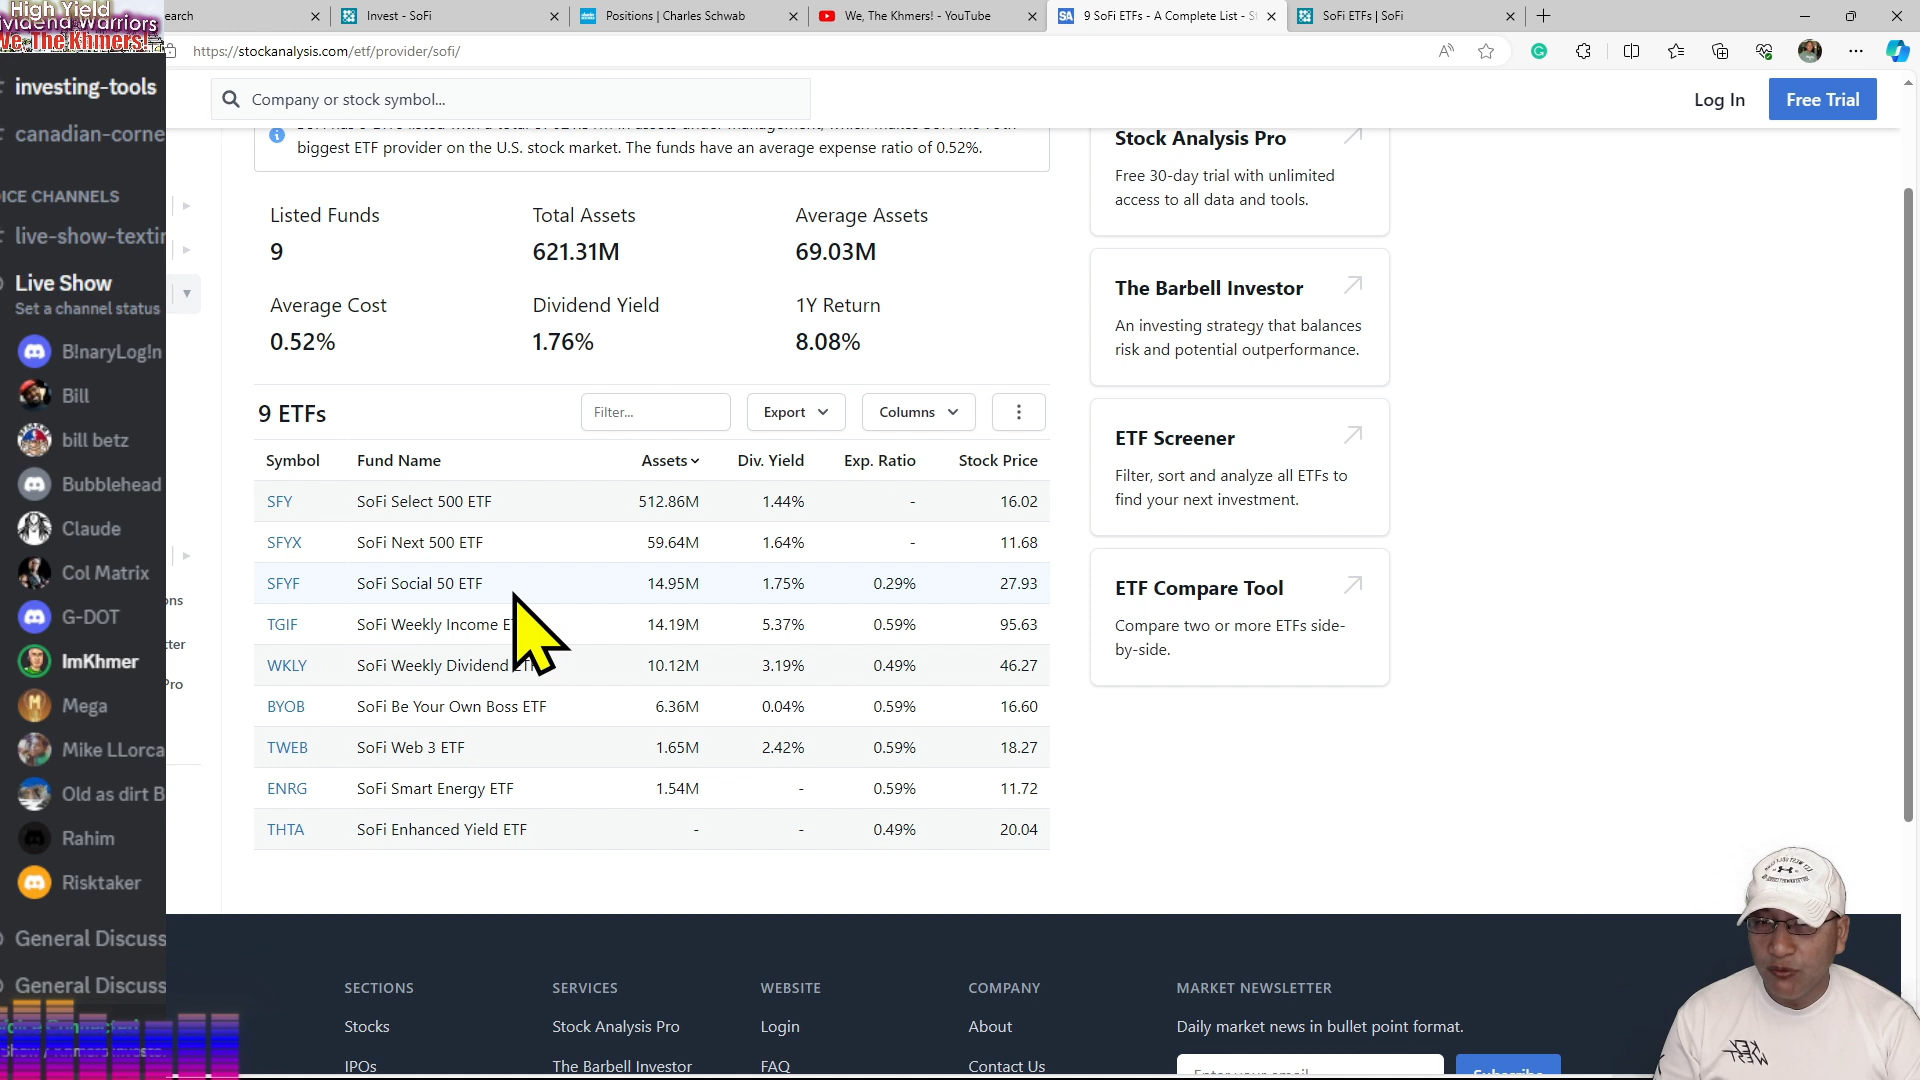 High Yield
Dividend Warriors
We, The Khmers!
investing-tools
canadian-corne
ICE CHANNELS
live-show-textin
Live Show
Set a channel status
B!naryLog!n
Bill
bill betz
Bubblehead
Claude
Col Matrix
G-DOT
ImKhmer
Mega
Mike LLorca
Old as dirt B
Rahim
Risktaker
General Discuss
General Discuss
earch
Invest - SoFi
Positions | Charles Schwab
We, The Khmers! - YouTube
SA
9 SoFi ETFs - A Complete List - St
SoFi ETFs | SoFi
https://stockanalysis.com/etf/provider/sofi/
Company or stock symbol...
Log In
Free Trial
ons
ter
Pro
biggest ETF provider on the U.S. stock market. The funds have an average expense ratio of 0.52%.
Listed Funds
9
Total Assets
621.31M
Average Assets
69.03M
Average Cost
0.52%
Dividend Yield
1.76%
1Y Return
8.08%
9 ETFs
Filter...
Export
Columns
Symbol Fund Name Assets Div. Yield Exp. Ratio Stock Price
SFY SoFi Select 500 ETF 512.86M 1.44% - 16.02
SFYX SoFi Next 500 ETF 59.64M 1.64% - 11.68
SFYF SoFi Social 50 ETF 14.95M 1.75% 0.29% 27.93
TGIF SoFi Weekly Income E 14.19M 5.37% 0.59% 95.63
WKLY SoFi Weekly Dividend ETF 10.12M 3.19% 0.49% 46.27
BYOB SoFi Be Your Own Boss ETF 6.36M 0.04% 0.59% 16.60
TWEB SoFi Web 3 ETF 1.65M 2.42% 0.59% 18.27
ENRG SoFi Smart Energy ETF 1.54M - 0.59% 11.72
THTA SoFi Enhanced Yield ETF - - 0.49% 20.04
Stock Analysis Pro
Free 30-day trial with unlimited
access to all data and tools.
The Barbell Investor
An investing strategy that balances
risk and potential outperformance.
ETF Screener
Filter, sort and analyze all ETFs to
find your next investment.
ETF Compare Tool
Compare two or more ETFs side-
by-side.
SECTIONS
Stocks
IPOs
SERVICES
Stock Analysis Pro
The Barbell Investor
WEBSITE
Login
FAQ
COMPANY
About
Contact Us
MARKET NEWSLETTER
Daily market news in bullet point format.
Enter your email
Subscribe